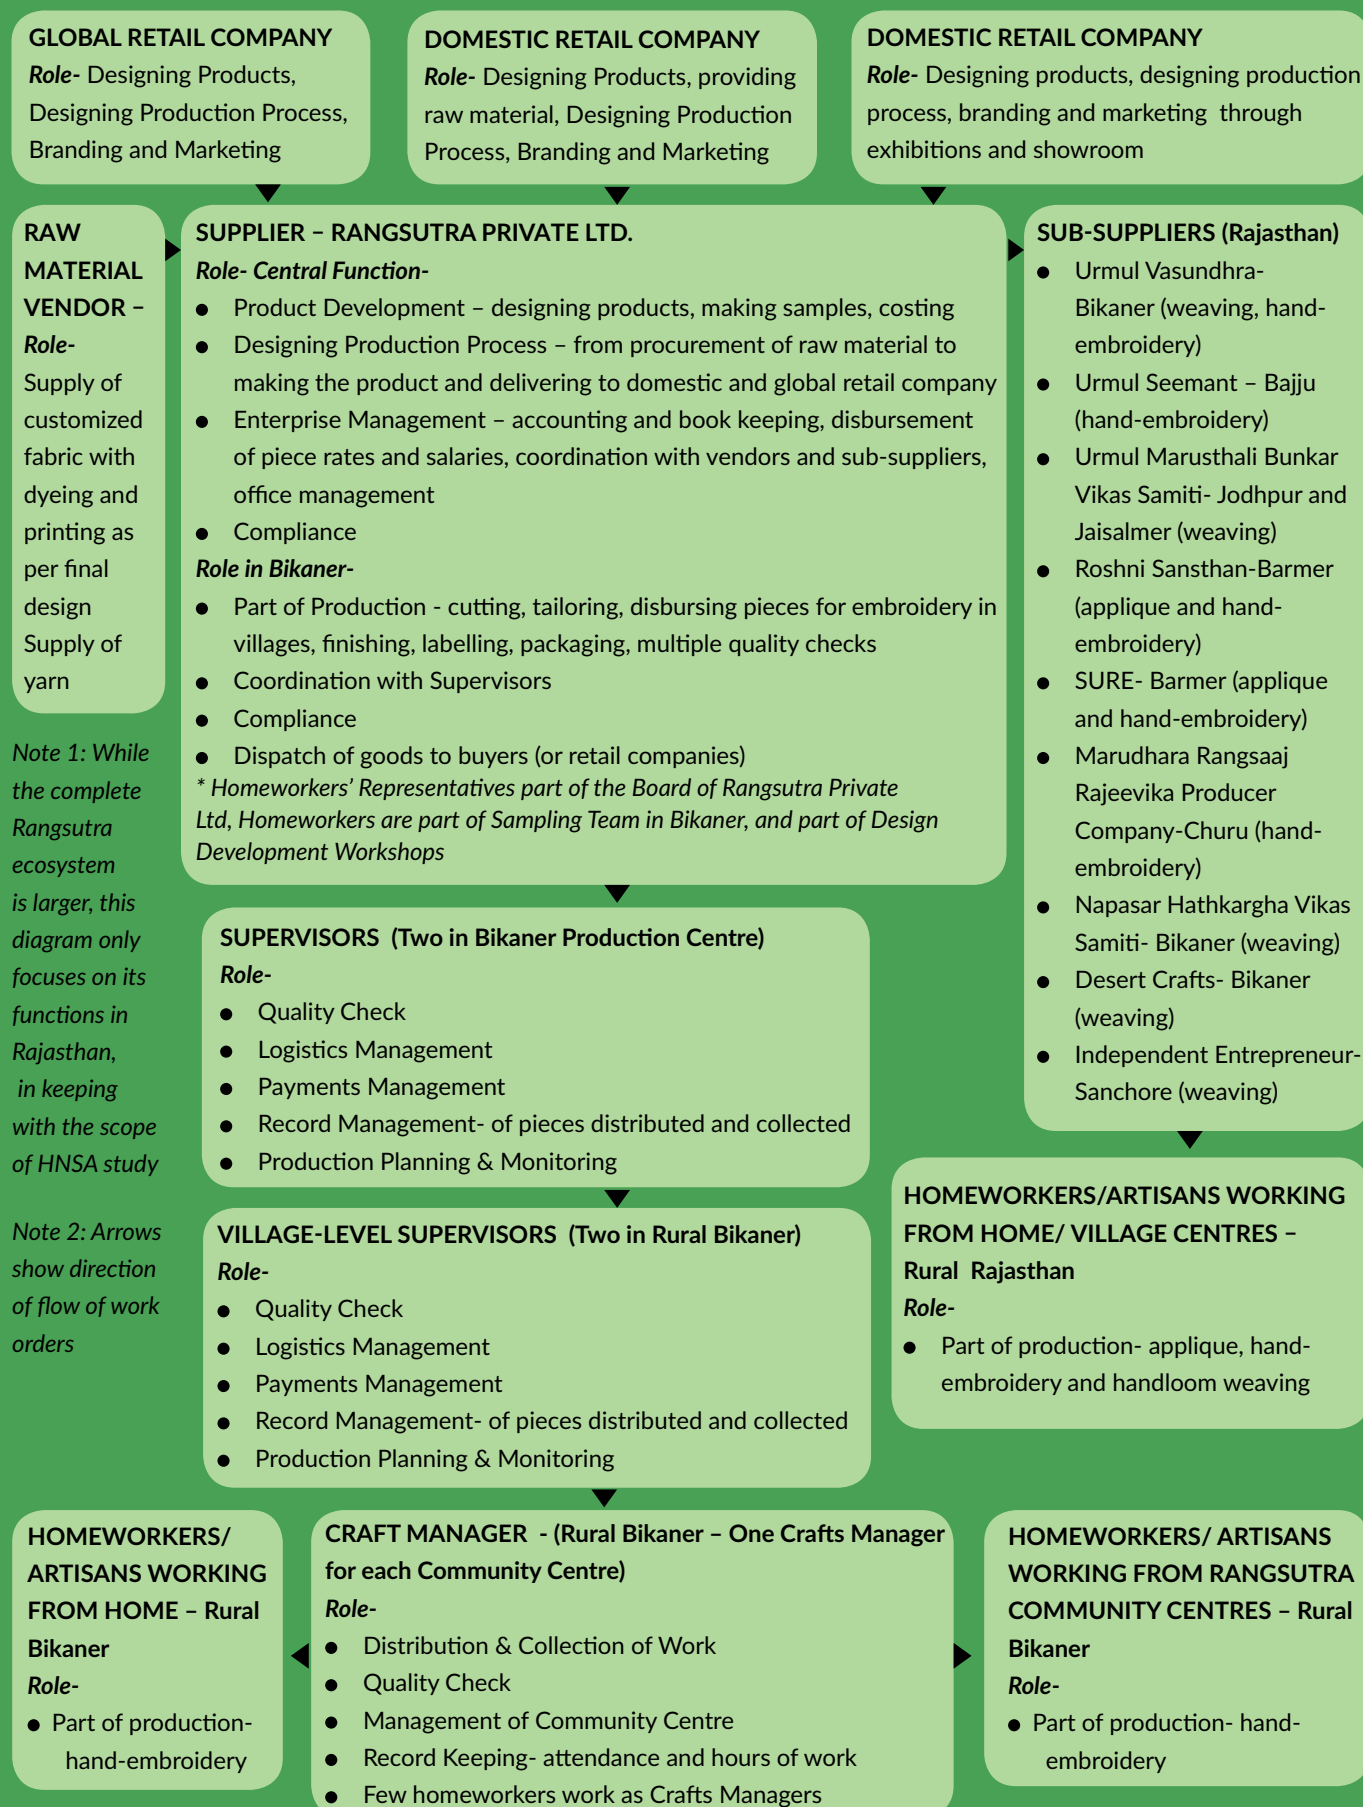 GLOBAL RETAIL COMPANY
Role- Designing Products,
Designing Production Process,
Branding and Marketing
DOMESTIC RETAIL COMPANY
Role- Designing Products, providing
raw material, Designing Production
Process, Branding and Marketing
DOMESTIC RETAIL COMPANY
Role- Designing products, designing production
process, branding and marketing through
exhibitions and showroom
RAW
MATERIAL
VENDOR –
Role-
Supply of
customized
fabric with
dyeing and
printing as
per final
design
Supply of
yarn
SUPPLIER – RANGSUTRA PRIVATE LTD.
Role- Central Function-
● Product Development – designing products, making samples, costing
● Designing Production Process – from procurement of raw material to
making the product and delivering to domestic and global retail company
● Enterprise Management – accounting and book keeping, disbursement
of piece rates and salaries, coordination with vendors and sub-suppliers,
office management
● Compliance
Role in Bikaner-
● Part of Production - cutting, tailoring, disbursing pieces for embroidery in
villages, finishing, labelling, packaging, multiple quality checks
● Coordination with Supervisors
● Compliance
● Dispatch of goods to buyers (or retail companies)
* Homeworkers’ Representatives part of the Board of Rangsutra Private
Ltd, Homeworkers are part of Sampling Team in Bikaner, and part of Design
Development Workshops
SUB-SUPPLIERS (Rajasthan)
● Urmul Vasundhra-
Bikaner (weaving, hand-
embroidery)
● Urmul Seemant – Bajju
(hand-embroidery)
● Urmul Marusthali Bunkar
Vikas Samiti- Jodhpur and
Jaisalmer (weaving)
● Roshni Sansthan-Barmer
(applique and hand-
embroidery)
● SURE- Barmer (applique
and hand-embroidery)
● Marudhara Rangsaaj
Rajeevika Producer
Company-Churu (hand-
embroidery)
● Napasar Hathkargha Vikas
Samiti- Bikaner (weaving)
● Desert Crafts- Bikaner
(weaving)
● Independent Entrepreneur-
Sanchore (weaving)
Note 1: While
the complete
Rangsutra
ecosystem
is larger, this
diagram only
focuses on its
functions in
Rajasthan,
in keeping
with the scope
of HNSA study
Note 2: Arrows
show direction
of flow of work
orders
SUPERVISORS (Two in Bikaner Production Centre)
Role-
● Quality Check
● Logistics Management
● Payments Management
● Record Management- of pieces distributed and collected
● Production Planning & Monitoring
VILLAGE-LEVEL SUPERVISORS (Two in Rural Bikaner)
Role-
● Quality Check
● Logistics Management
● Payments Management
● Record Management- of pieces distributed and collected
● Production Planning & Monitoring
HOMEWORKERS/ARTISANS WORKING
FROM HOME/ VILLAGE CENTRES –
Rural Rajasthan
Role-
● Part of production- applique, hand-
embroidery and handloom weaving
HOMEWORKERS/
ARTISANS WORKING
FROM HOME – Rural
Bikaner
Role-
● Part of production-
hand-embroidery
CRAFT MANAGER - (Rural Bikaner – One Crafts Manager
for each Community Centre)
Role-
● Distribution & Collection of Work
● Quality Check
● Management of Community Centre
● Record Keeping- attendance and hours of work
● Few homeworkers work as Crafts Managers
HOMEWORKERS/ ARTISANS
WORKING FROM RANGSUTRA
COMMUNITY CENTRES – Rural
Bikaner
Role-
● Part of production- hand-
embroidery